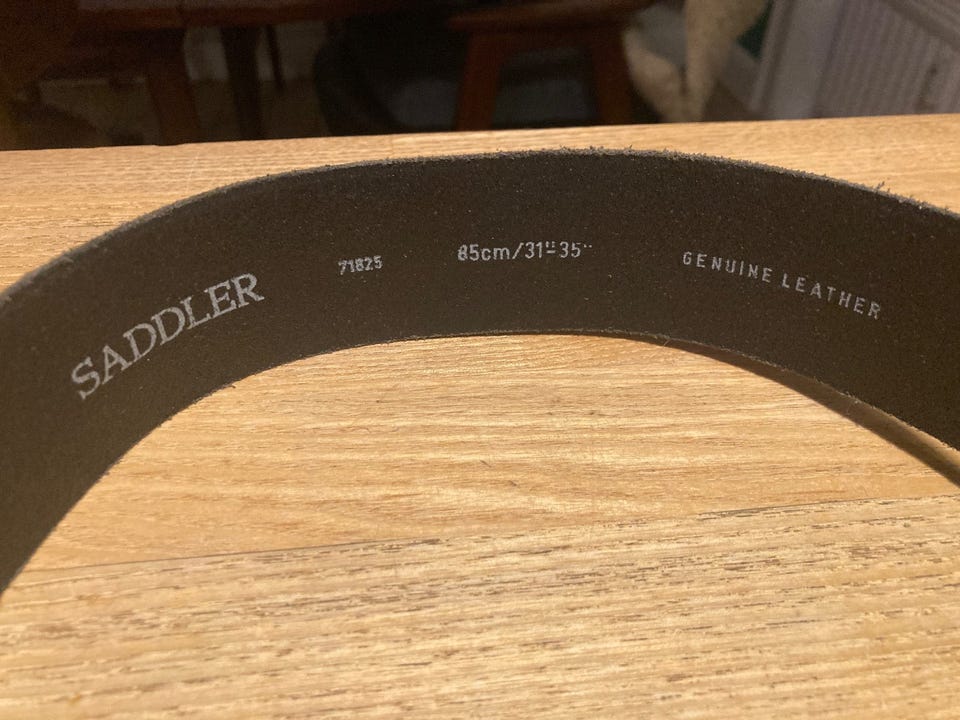 SADDLER 71825 85cm/31"-35" GENUINE LEATHER